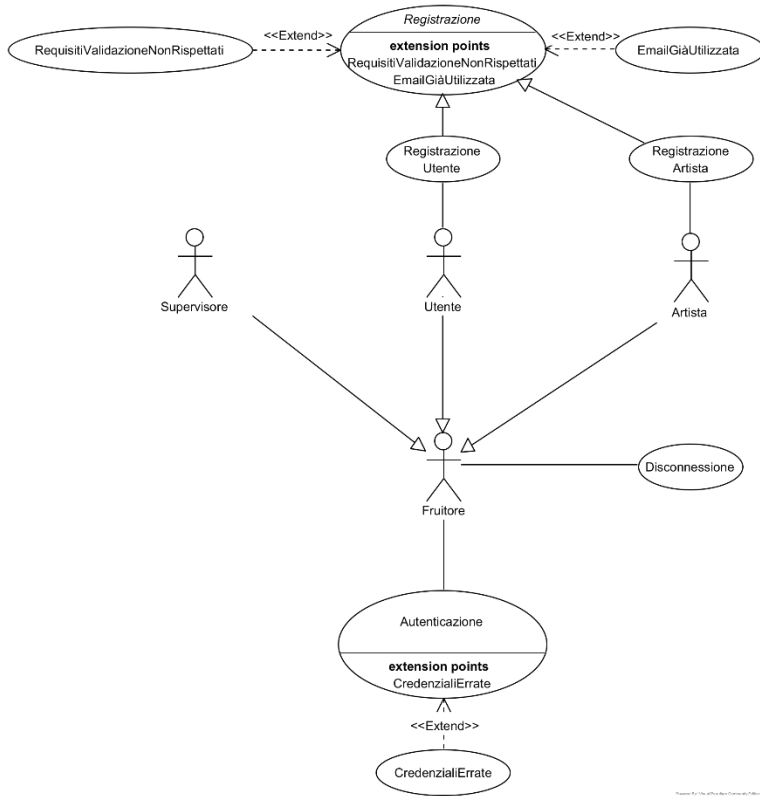 Registrazione
<<Extend>>
<<Extend>>
RequisitiValidazioneNonRispettati
extension points
EmailGiàUtilizzata
RequisitiValidazioneNonRispettati
EmailGiàUtilizzata
Registrazione
Utente
Registrazione
Artista
Supervisore
Utente
Artista
Disconnessione
Fruitore
Autenticazione
extension points
CredenzialiErrate
<<Extend>>
CredenzialiErrate